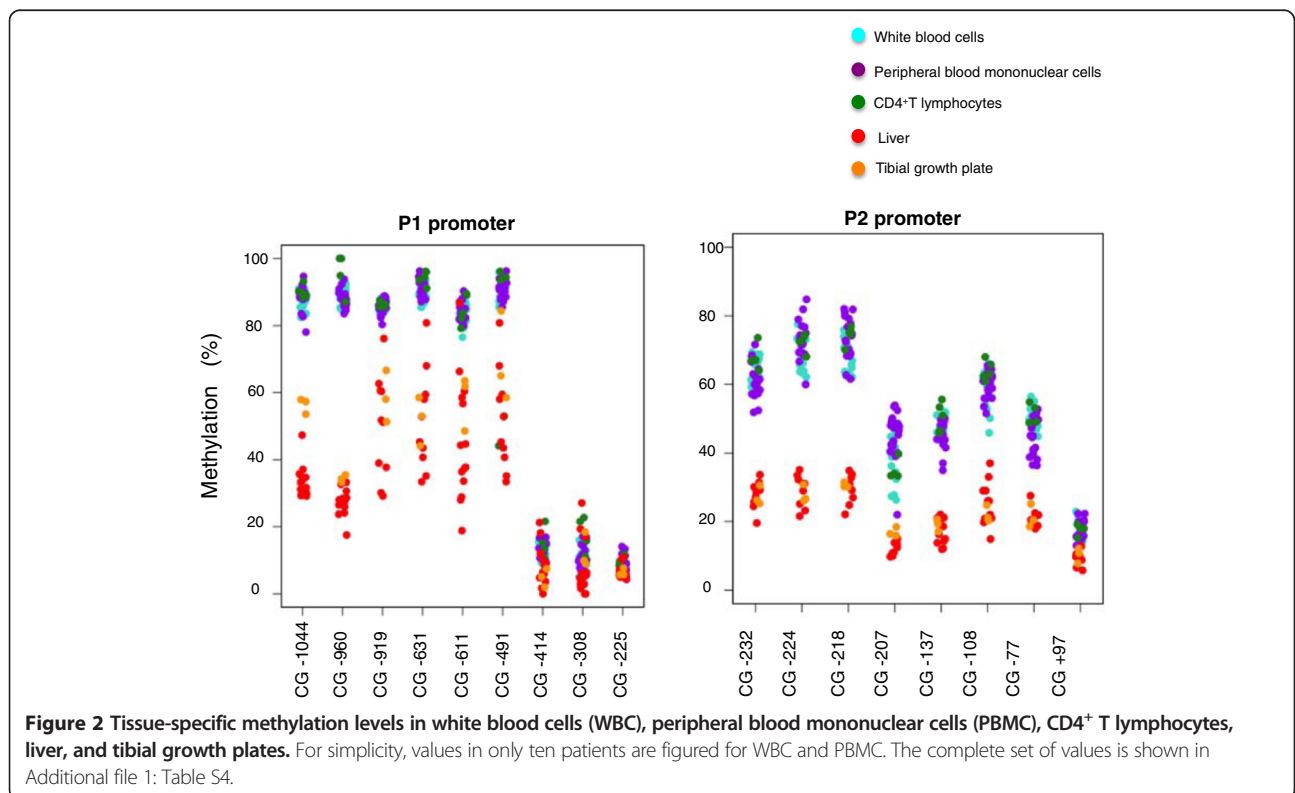 White blood cells
Peripheral blood mononuclear cells
CD4+T lymphocytes
Liver
Tibial growth plate
P1 promoter
P2 promoter
Methylation (%)
100
80
60
40
20
0
100
80
60
40
20
0
CG -1044
CG -960
CG -919
CG -631
CG -611
CG -491
CG -414
CG -308
CG -225
CG -232
CG -224
CG -218
CG -207
CG -137
CG -108
CG -77
CG +97
Figure 2 Tissue-specific methylation levels in white blood cells (WBC), peripheral blood mononuclear cells (PBMC), CD4+ T lymphocytes,
liver, and tibial growth plates. For simplicity, values in only ten patients are figured for WBC and PBMC. The complete set of values is shown in
Additional file 1: Table S4.